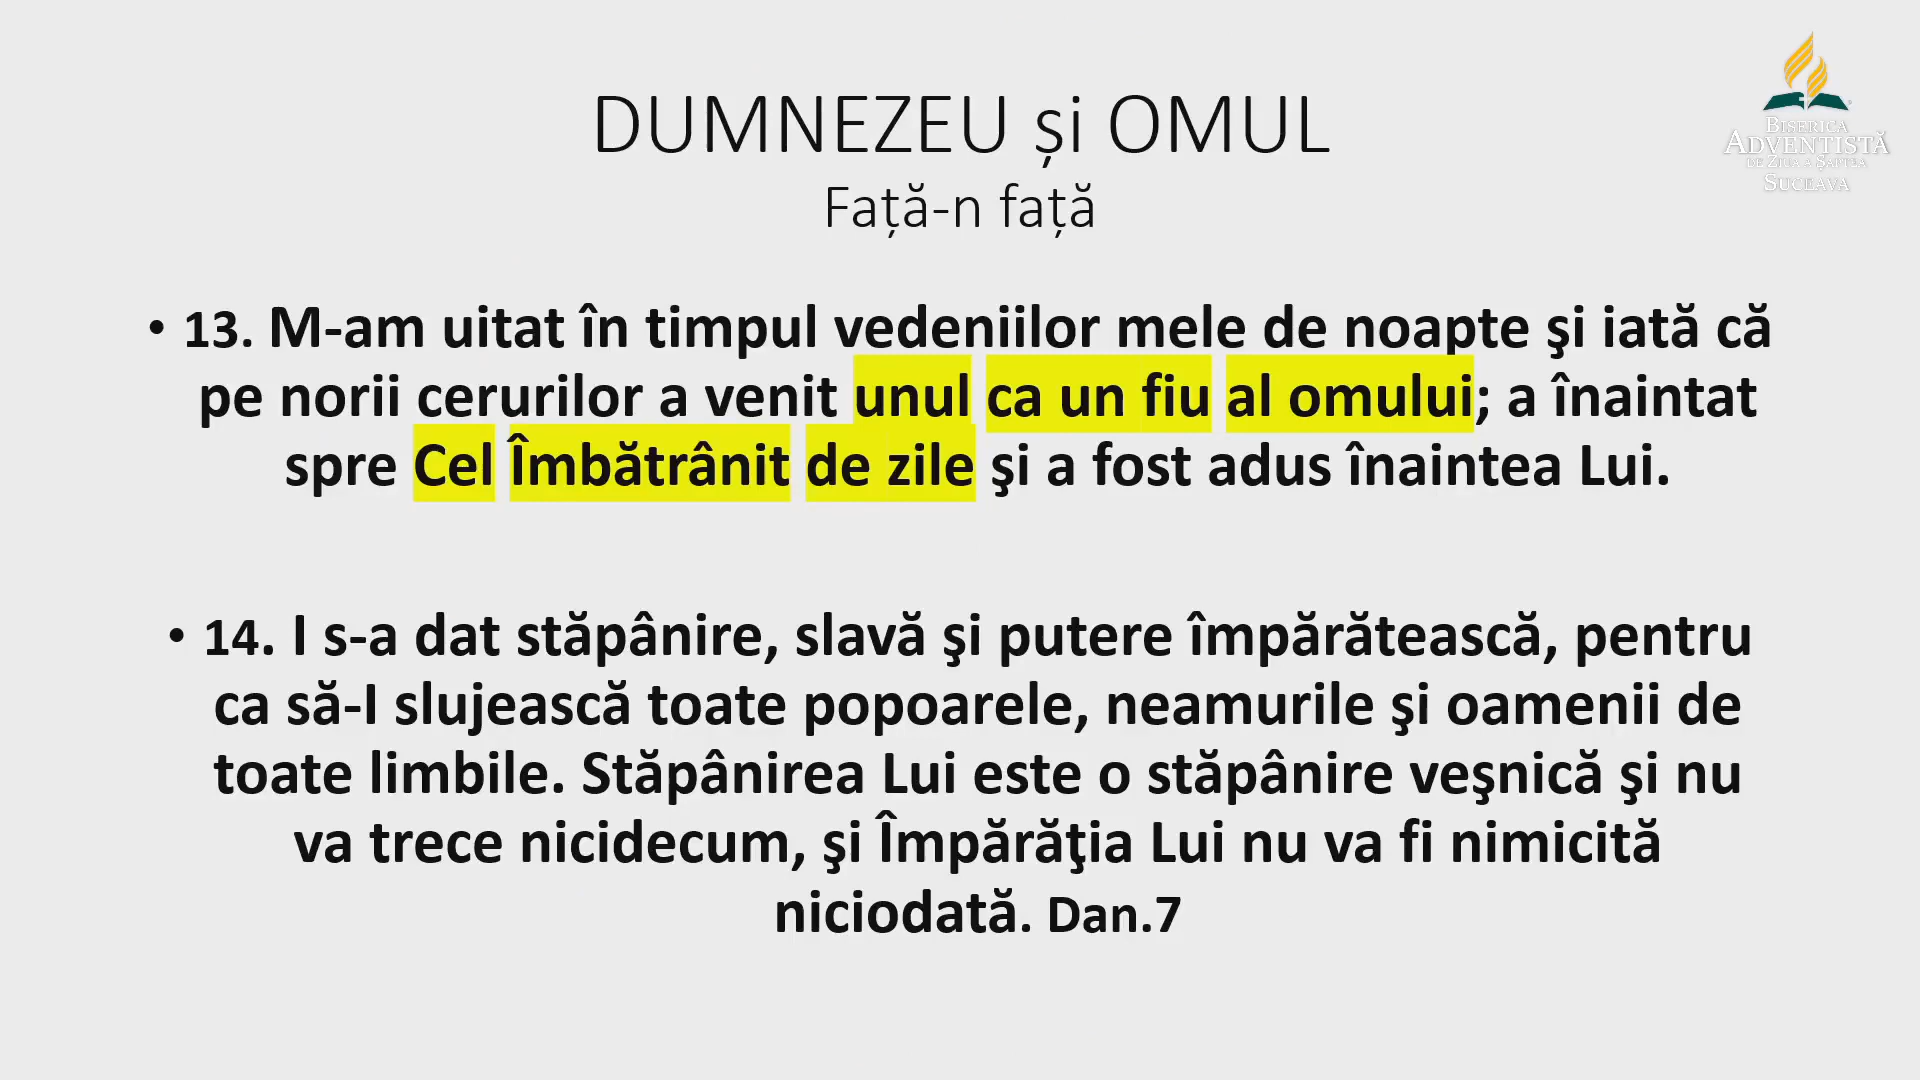 DUMNEZEU și OMUL
Față-n față
BISERICA
ADVENTISTĂ
DE ZIUA A ȘAPTEA
SUCEAVA
• 13. M-am uitat în timpul vedeniilor mele de noapte şi iată că
pe norii cerurilor a venit unul ca un fiu al omului; a înaintat
spre Cel Îmbătrânit de zile şi a fost adus înaintea Lui.
• 14. I s-a dat stăpânire, slavă şi putere împărătească, pentru
ca să-I slujească toate popoarele, neamurile şi oamenii de
toate limbile. Stăpânirea Lui este o stăpânire veşnică şi nu
va trece nicidecum, şi Împărăţia Lui nu va fi nimicită
niciodată. Dan.7